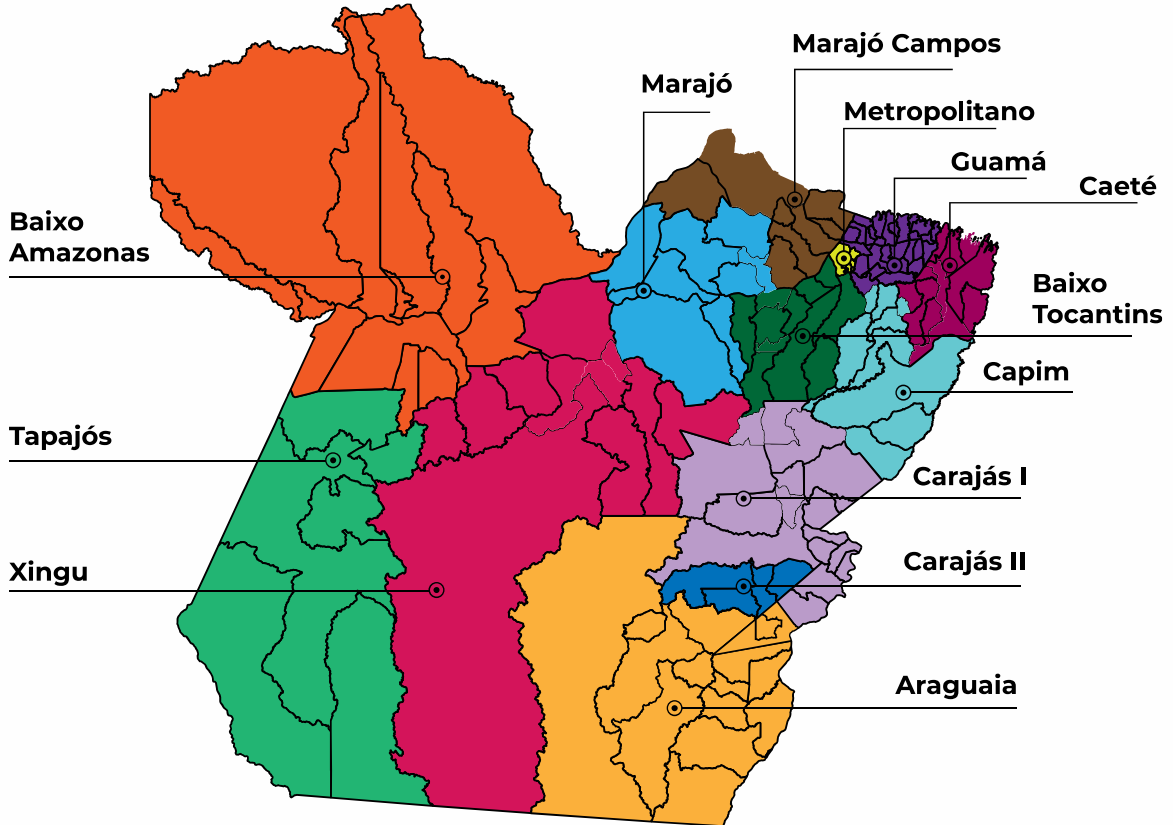 Marajó Campos
Marajó
Metropolitano
Guamá
Caeté
Baixo
Amazonas
Baixo
Tocantins
Capim
Tapajós
Carajás I
Xingu
Carajás II
Araguaia